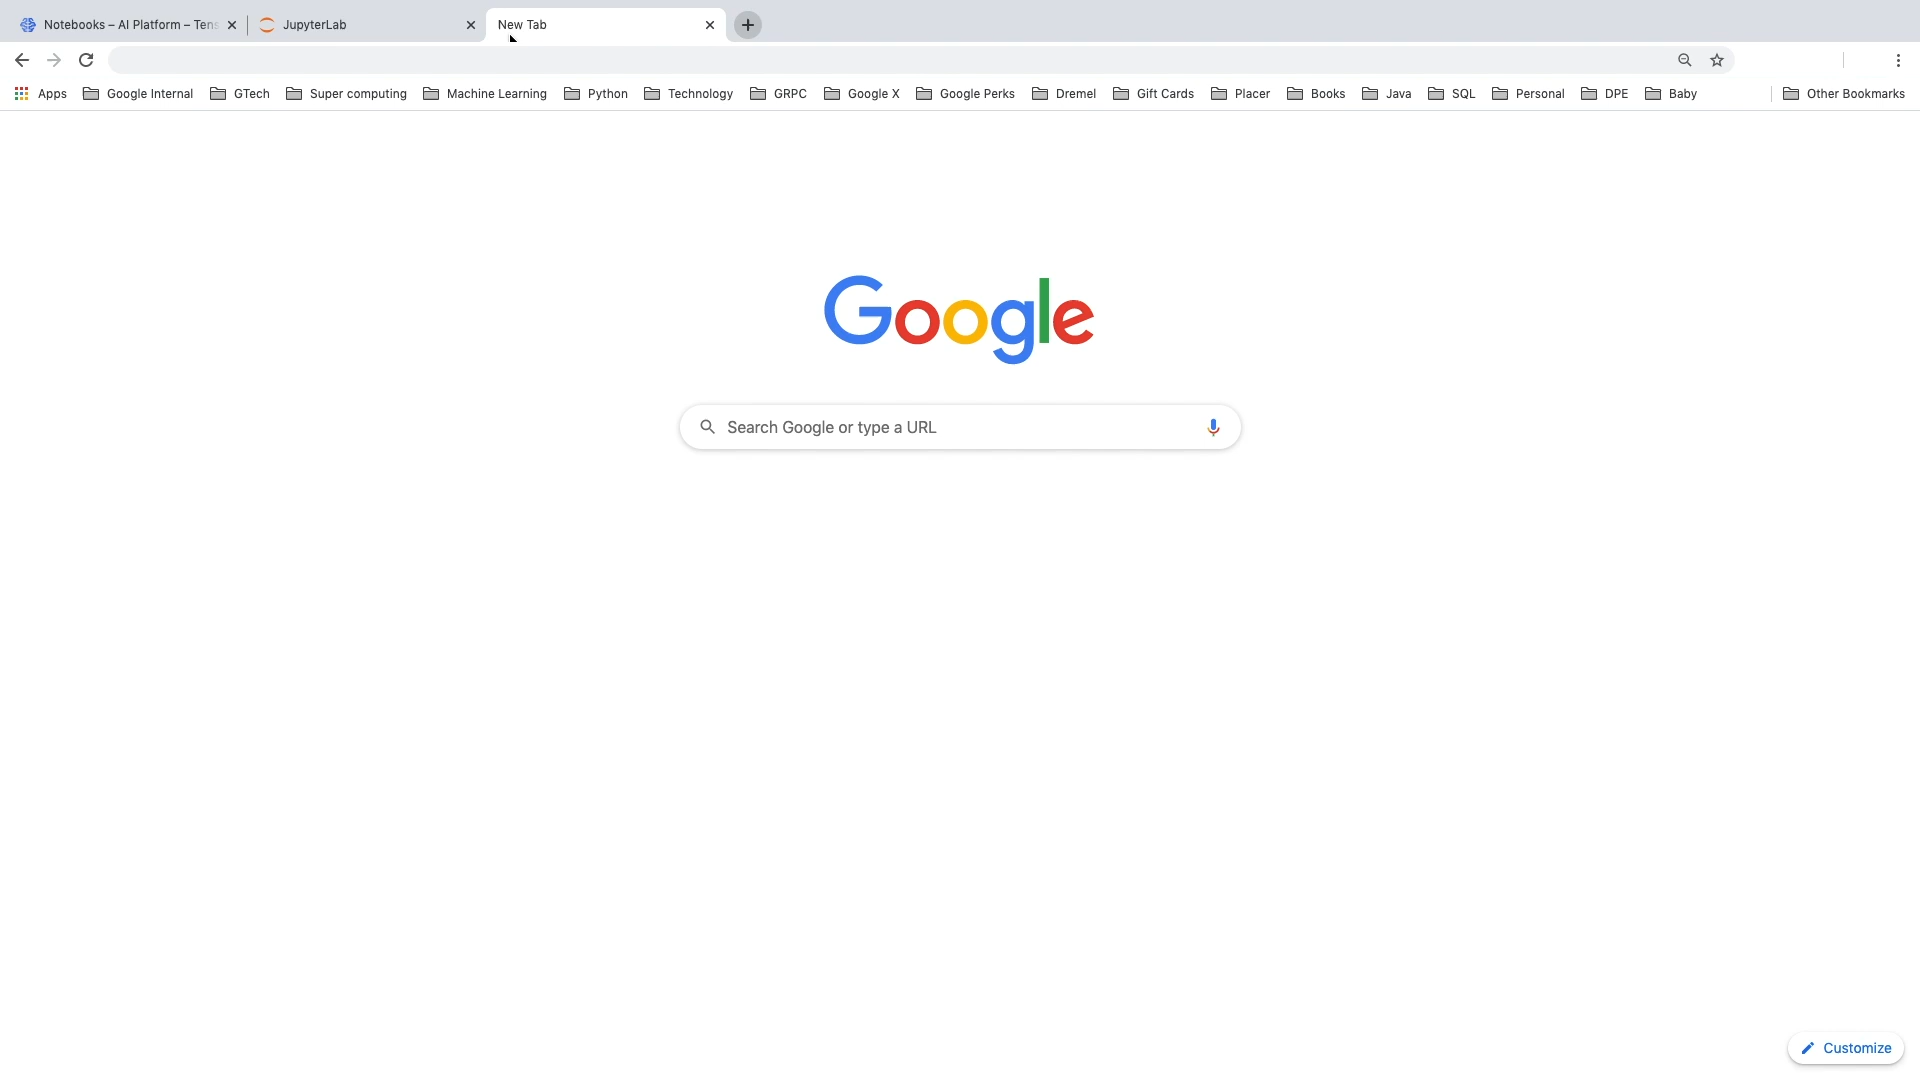 Notebooks – AI Platform – Tens
JupyterLab
New Tab
Apps Google Internal GTech Super computing Machine Learning Python Technology GRPC Google X Google Perks Dremel Gift Cards Placer Books Java SQL Personal DPE Baby Other Bookmarks
Google
Search Google or type a URL
Customize